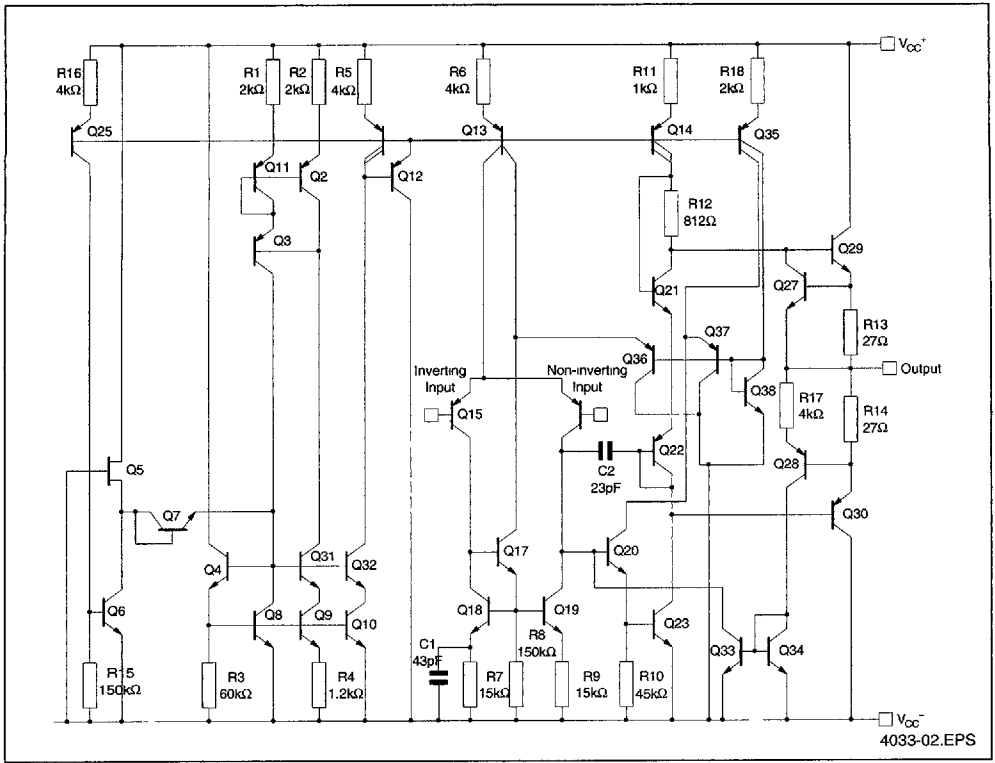 V CC +
R16
4kΩ
R1
2kΩ
R2
2kΩ
R5
4kΩ
R6
4kΩ
R11
1kΩ
R18
2kΩ
Q25
Q13
Q14
Q35
Q11
Q2
Q12
R12
812Ω
Q3
Q29
Q21
Q27
R13
27Ω
Q36
Q37
Output
Inverting
Input
Non-inverting
Input
Q38
R17
4kΩ
R14
27Ω
Q15
Q22
Q5
C2
23pF
Q28
Q7
Q30
Q4
Q31
Q32
Q17
Q20
Q6
Q8
Q9
Q10
Q18
Q19
Q23
C1
43pF
R8
150kΩ
Q33
Q34
R15
150kΩ
R3
60kΩ
R4
1.2kΩ
R7
15kΩ
R9
15kΩ
R10
45kΩ
V CC −
4033-02.EPS